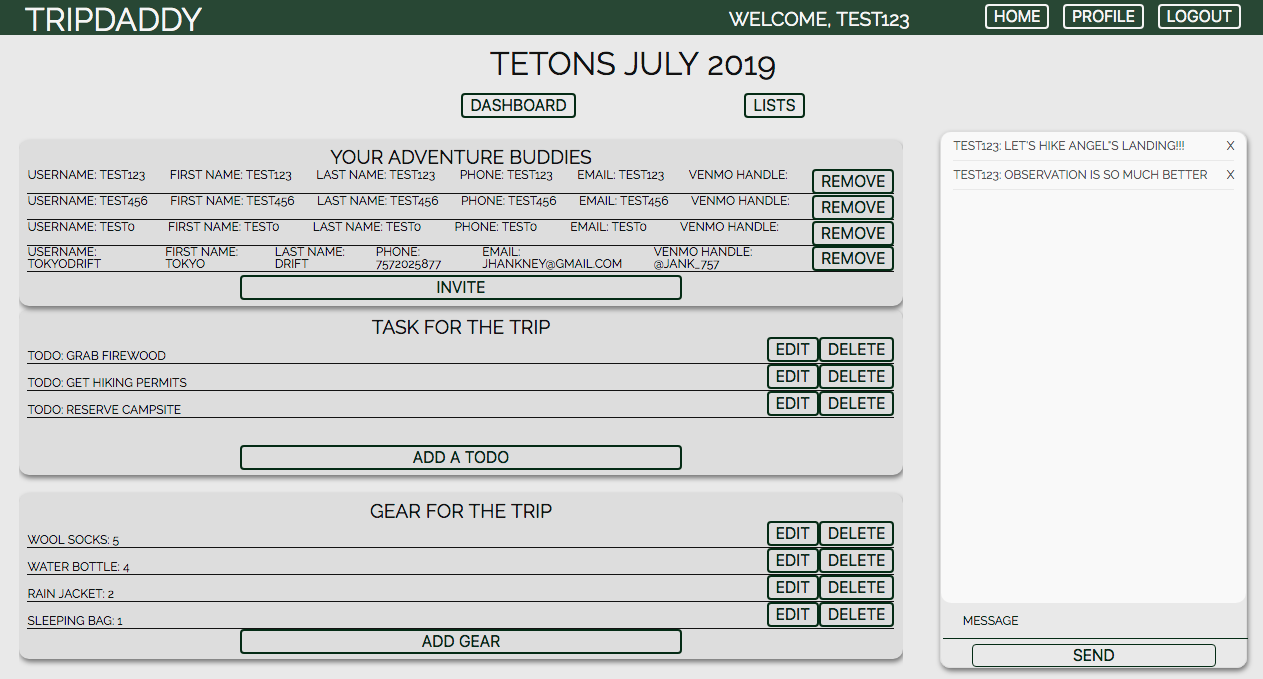 TRIPDADDY
WELCOME, TEST123
HOME PROFILE LOGOUT
TETONS JULY 2019
DASHBOARD LISTS
YOUR ADVENTURE BUDDIES
USERNAME: TEST123 FIRST NAME: TEST123 LAST NAME: TEST123 PHONE: TEST123 EMAIL: TEST123 VENMO HANDLE: REMOVE
USERNAME: TEST456 FIRST NAME: TEST456 LAST NAME: TEST456 PHONE: TEST456 EMAIL: TEST456 VENMO HANDLE: REMOVE
USERNAME: TEST0 FIRST NAME: TEST0 LAST NAME: TEST0 PHONE: TEST0 EMAIL: TEST0 VENMO HANDLE: REMOVE
USERNAME: FIRST NAME: LAST NAME: PHONE: EMAIL: VENMO HANDLE: REMOVE
TOKYODRIFT TOKYO DRIFT 7572025877 JHANKNEY@GMAIL.COM @JANK_757
INVITE
TASK FOR THE TRIP
TODO: GRAB FIREWOOD EDIT DELETE
TODO: GET HIKING PERMITS EDIT DELETE
TODO: RESERVE CAMPSITE EDIT DELETE
ADD A TODO
GEAR FOR THE TRIP
WOOL SOCKS: 5 EDIT DELETE
WATER BOTTLE: 4 EDIT DELETE
RAIN JACKET: 2 EDIT DELETE
SLEEPING BAG: 1 EDIT DELETE
ADD GEAR
TEST123: LET'S HIKE ANGEL"S LANDING!!! X
TEST123: OBSERVATION IS SO MUCH BETTER X
MESSAGE
SEND